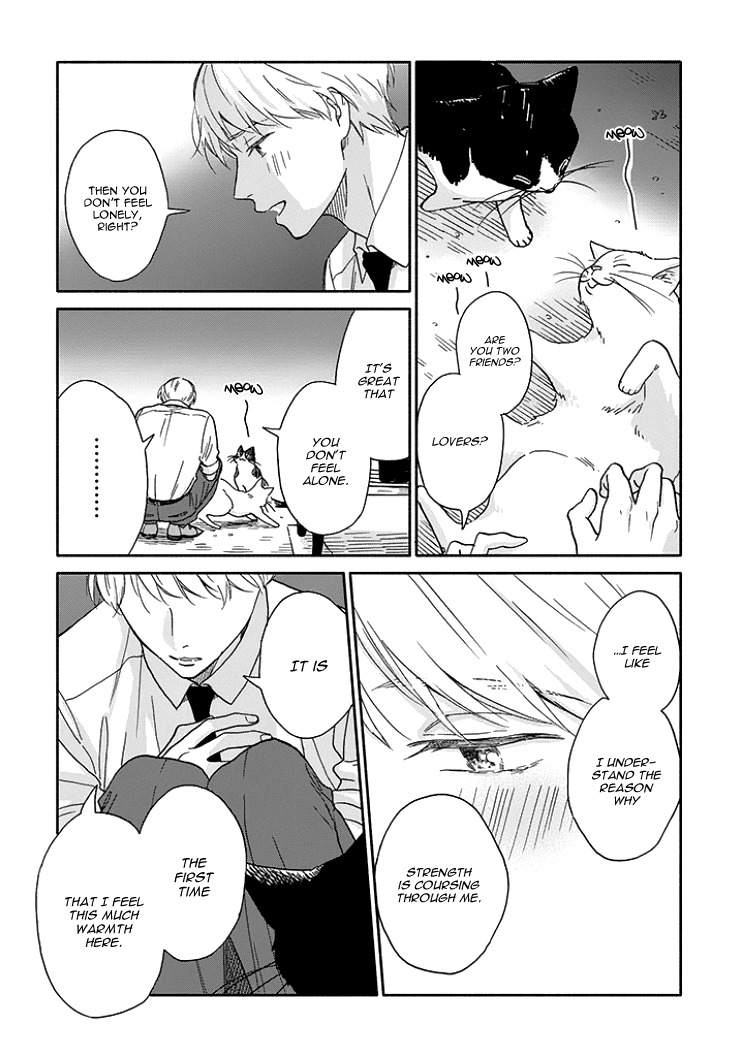 MEOW
MEOW
MEOW
ARE
YOU TWO
FRIENDS?
LOVERS?
THEN YOU
DON'T FEEL
LONELY,
RIGHT?
IT'S
GREAT
THAT
YOU
DON'T
FEEL
ALONE.
MEOW
.........
...I FEEL
LIKE
I UNDER-
STAND THE
REASON
WHY
STRENGTH
IS COURSING
THROUGH ME.
IT IS
THE
FIRST
TIME
THAT I FEEL
THIS MUCH
WARMTH
HERE.